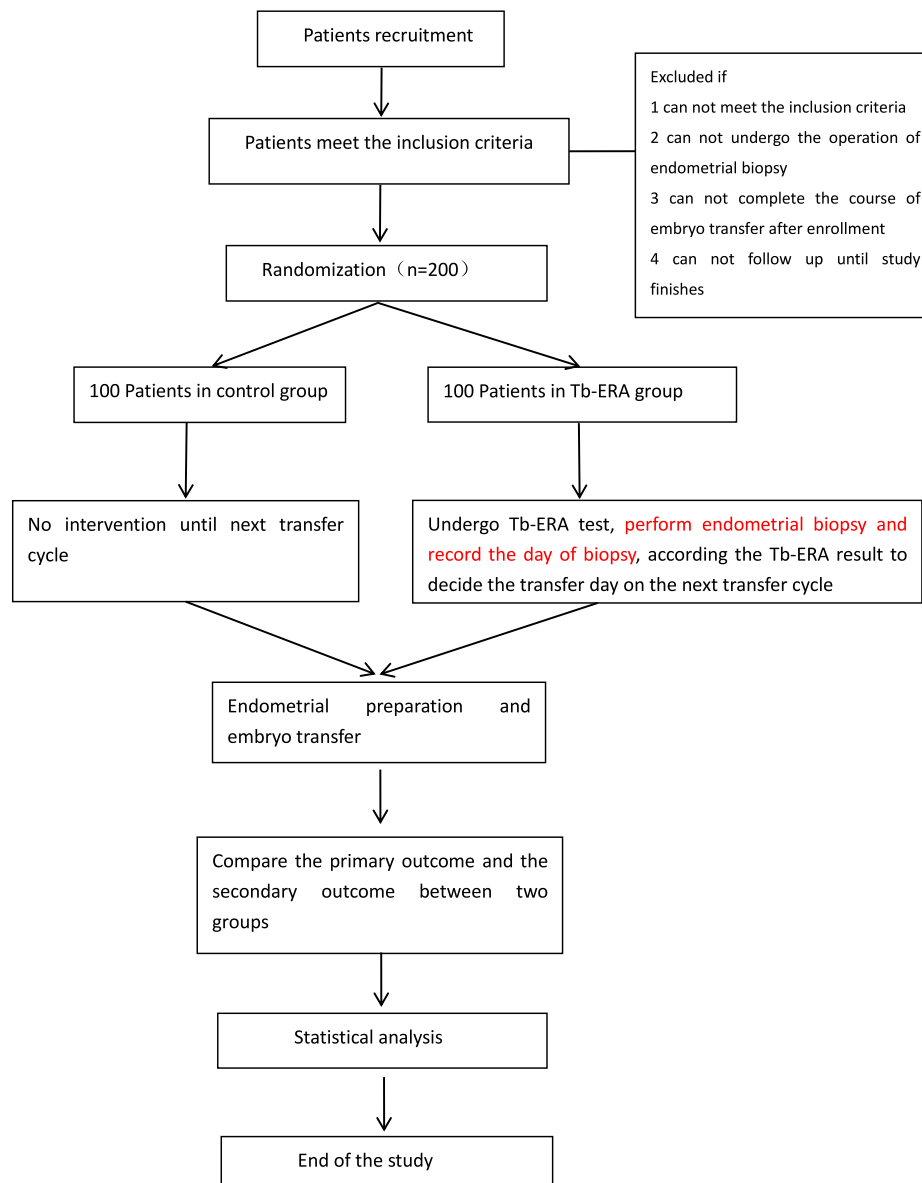 Patients recruitment
Patients meet the inclusion criteria
Excluded if
1 can not meet the inclusion criteria
2 can not undergo the operation of
endometrial biopsy
3 can not complete the course of
embryo transfer after enrollment
4 can not follow up until study
finishes
Randomization（n=200）
100 Patients in control group
100 Patients in Tb-ERA group
No intervention until next transfer
cycle
Undergo Tb-ERA test, perform endometrial biopsy and
record the day of biopsy, according the Tb-ERA result to
decide the transfer day on the next transfer cycle
Endometrial preparation and
embryo transfer
Compare the primary outcome and the
secondary outcome between two
groups
Statistical analysis
End of the study